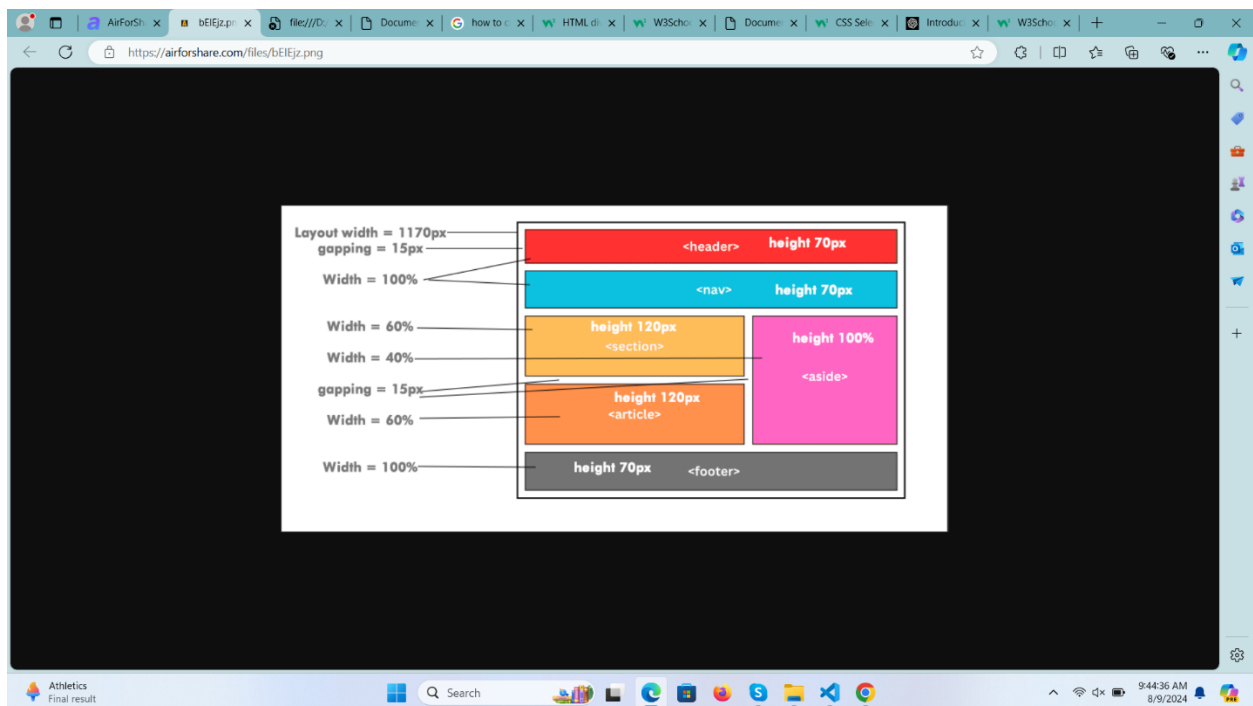 AirForSh
bEIEjz.pn
file:///D:/
Docume
how to c
HTML di
W3Schoo
Docume
CSS Sele
Introduc
W3Schoo
https://airforshare.com/files/bEIEjz.png
Layout width = 1170px
gapping = 15px
Width = 100%
Width = 60%
Width = 40%
gapping = 15px
Width = 60%
Width = 100%
<header> height 70px
<nav> height 70px
height 120px
<section>
height 100%
<aside>
height 120px
<article>
height 70px <footer>
Athletics
Final result
Search
9:44:36 AM
8/9/2024